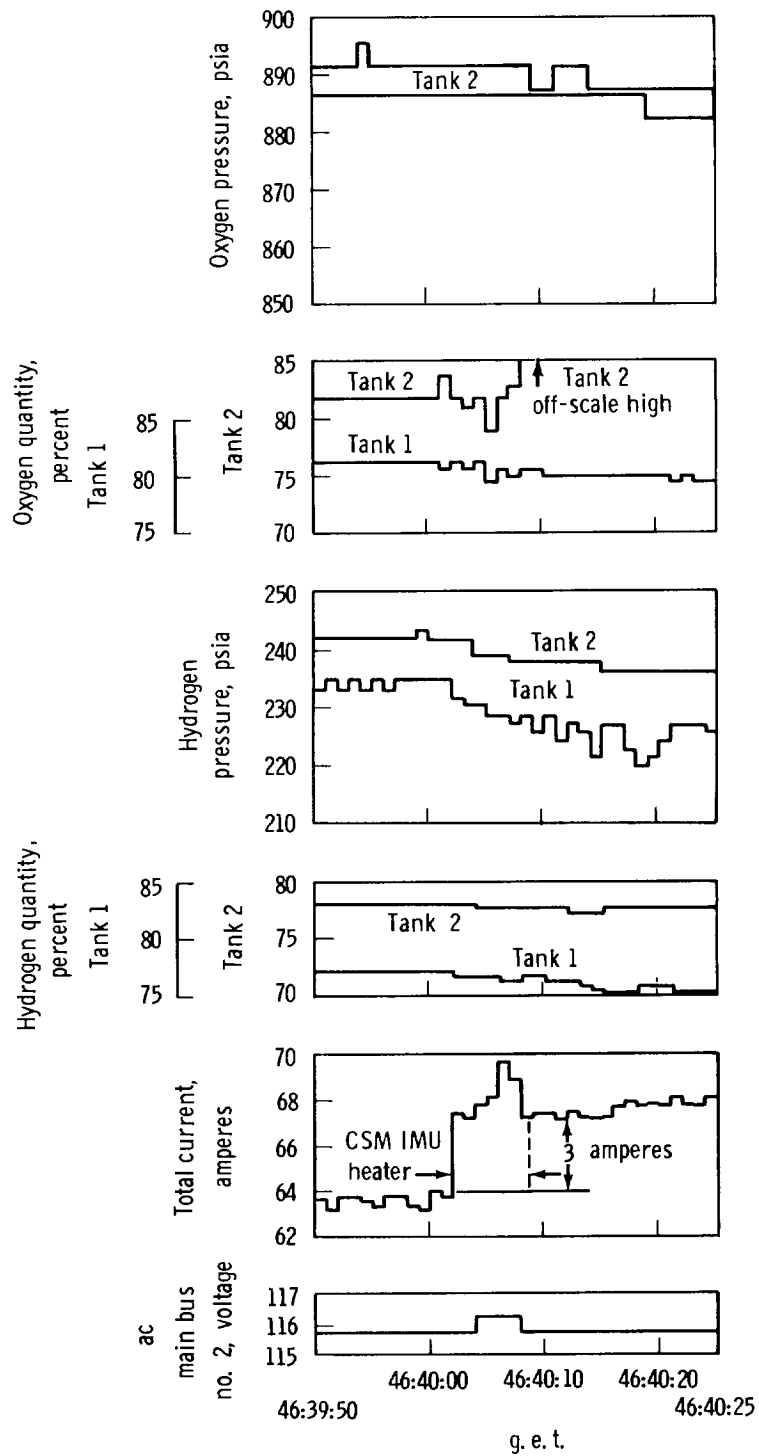 Oxygen pressure, psia
900
890
880
870
860
850
Tank 2
Oxygen quantity,
percent
Tank 1
85
80
75
Tank 2
85
80
75
70
Tank 2
Tank 2
off-scale high
Tank 1
Hydrogen
pressure, psia
250
240
230
220
210
Tank 2
Tank 1
Hydrogen quantity,
percent
Tank 1
85
80
75
Tank 2
80
75
70
Tank 2
Tank 1
Total current,
amperes
70
68
66
64
62
CSM IMU
heater
3 amperes
ac
main bus
no. 2, voltage
117
116
115
46:39:50
46:40:00
46:40:10
46:40:20
46:40:25
g. e. t.